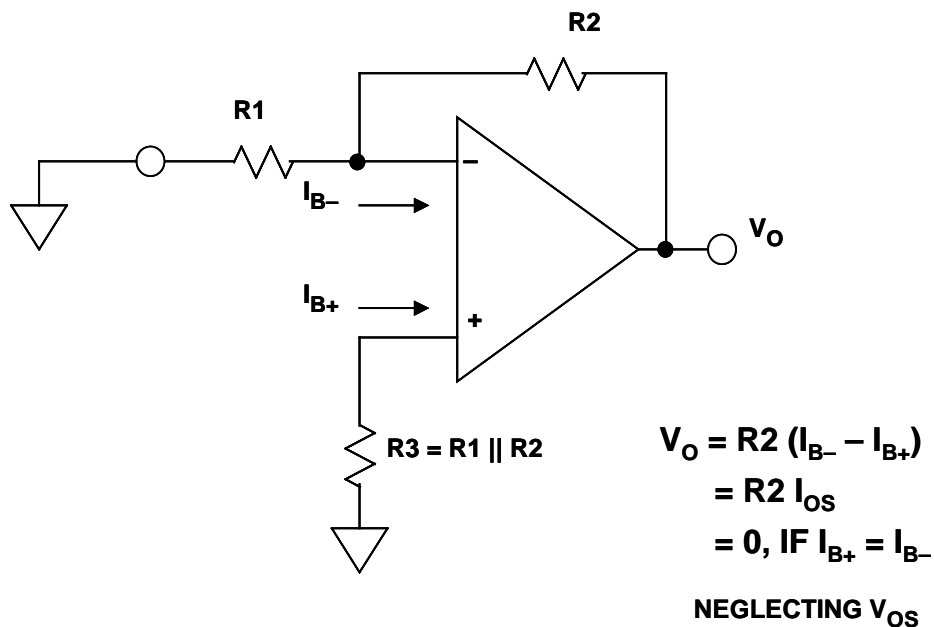 R2
R1
I_B–
–
V_O
I_B+
+
R3 = R1 || R2
V_O = R2 (I_B– – I_B+)
= R2 I_OS
= 0, IF I_B+ = I_B–
NEGLECTING V_OS